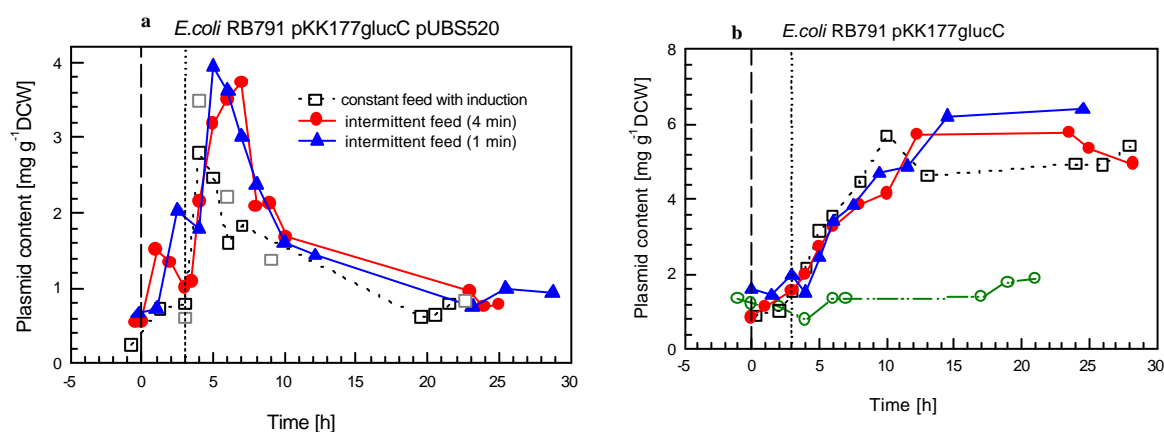 a
E.coli RB791 pKK177glucC pUBS520
Plasmid content [mg g-1DCW]
4
3
2
1
0
constant feed with induction
intermittent feed (4 min)
intermittent feed (1 min)
-5 0 5 10 15 20 25 30
Time [h]
b
E.coli RB791 pKK177glucC
Plasmid content [mg g-1DCW]
8
6
4
2
0
-5 0 5 10 15 20 25 30
Time [h]